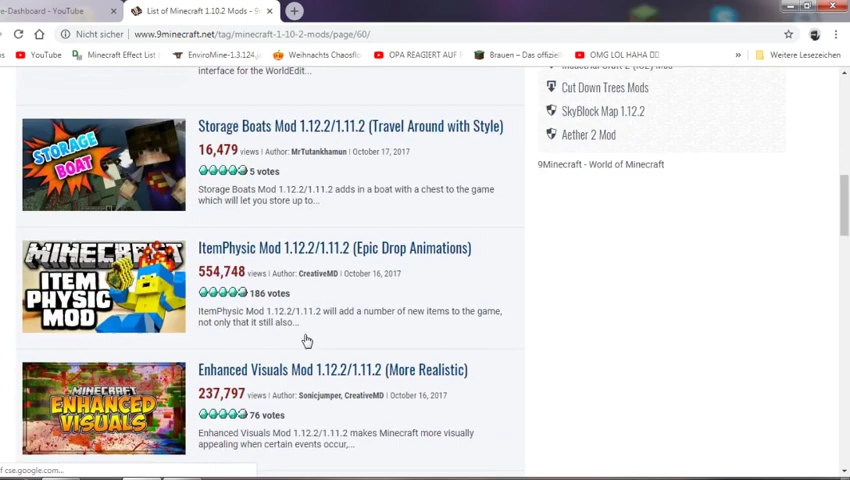 e-Dashboard - YouTube
List of Minecraft 1.10.2 Mods - 9
Nicht sicher | www.9minecraft.net/tag/minecraft-1-10-2-mods/page/60/
YouTube
Minecraft Effect List
EnviroMine-1.3.124.
Weihnachts Chaosflo
OPA REAGIERT AUF
Brauen – Das offiziel
OMG LOL HAHA
»
Weitere Lesezeichen
interface for the WorldEdit...
STORAGE BOAT
Storage Boats Mod 1.12.2/1.11.2 (Travel Around with Style)
16,479 views | Author: MrTutankhamun | October 17, 2017
5 votes
Storage Boats Mod 1.12.2/1.11.2 adds in a boat with a chest to the game
which will let you store up to...
MINECRAFT
ITEM
PHYSIC
MOD
ItemPhysic Mod 1.12.2/1.11.2 (Epic Drop Animations)
554,748 views | Author: CreativeMD | October 16, 2017
186 votes
ItemPhysic Mod 1.12.2/1.11.2 will add a number of new items to the game,
not only that it still also...
MINECRAFT
ENHANCED
VISUALS
Enhanced Visuals Mod 1.12.2/1.11.2 (More Realistic)
237,797 views | Author: Sonicjumper, CreativeMD | October 16, 2017
76 votes
Enhanced Visuals Mod 1.12.2/1.11.2 makes Minecraft more visually
appealing when certain events occur,...
Cut Down Trees Mods
SkyBlock Map 1.12.2
Aether 2 Mod
9Minecraft - World of Minecraft
f cse.google.com...